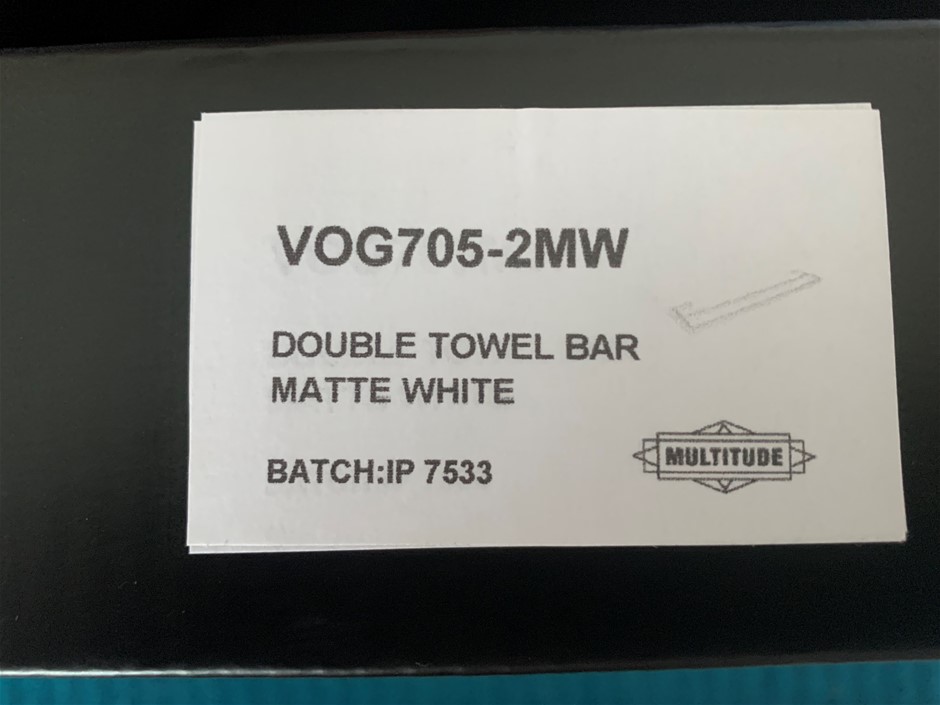 VOG705-2MW
DOUBLE TOWEL BAR
MATTE WHITE
BATCH:IP 7533
MULTITUDE